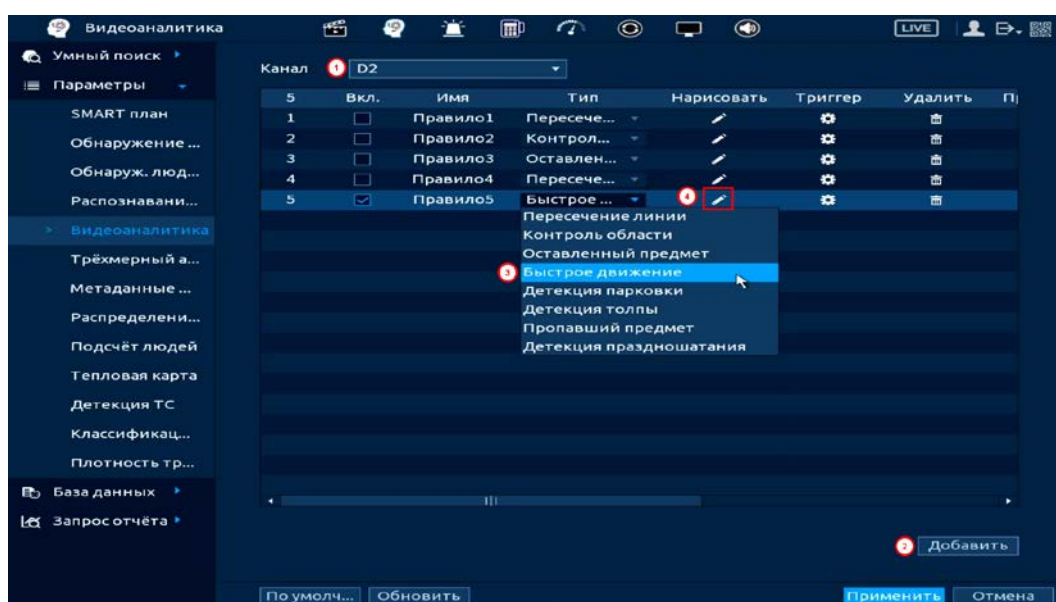 Видеоаналитика
LIVE
Умный поиск
Параметры
SMART план
Обнаружение ...
Обнаруж. люд...
Распознавани...
Видеоаналитика
Трёхмерный а...
Метаданные ...
Распределени...
Подсчёт людей
Тепловая карта
Детекция ТС
Классификац...
Плотность тр...
База данных
Запрос отчёта
Канал 1 D2
5 Вкл. Имя Тип Нарисовать Триггер Удалить
1 Правило1 Пересече...
2 Правило2 Контрол...
3 Правило3 Оставлен...
4 Правило4 Пересече...
5 Правило5 Быстрое ... 4
Пересечение линии
Контроль области
Оставленный предмет
3 Быстрое движение
Детекция парковки
Детекция толпы
Пропавший предмет
Детекция праздношатания
2 Добавить
По умолч... Обновить Применить Отмена